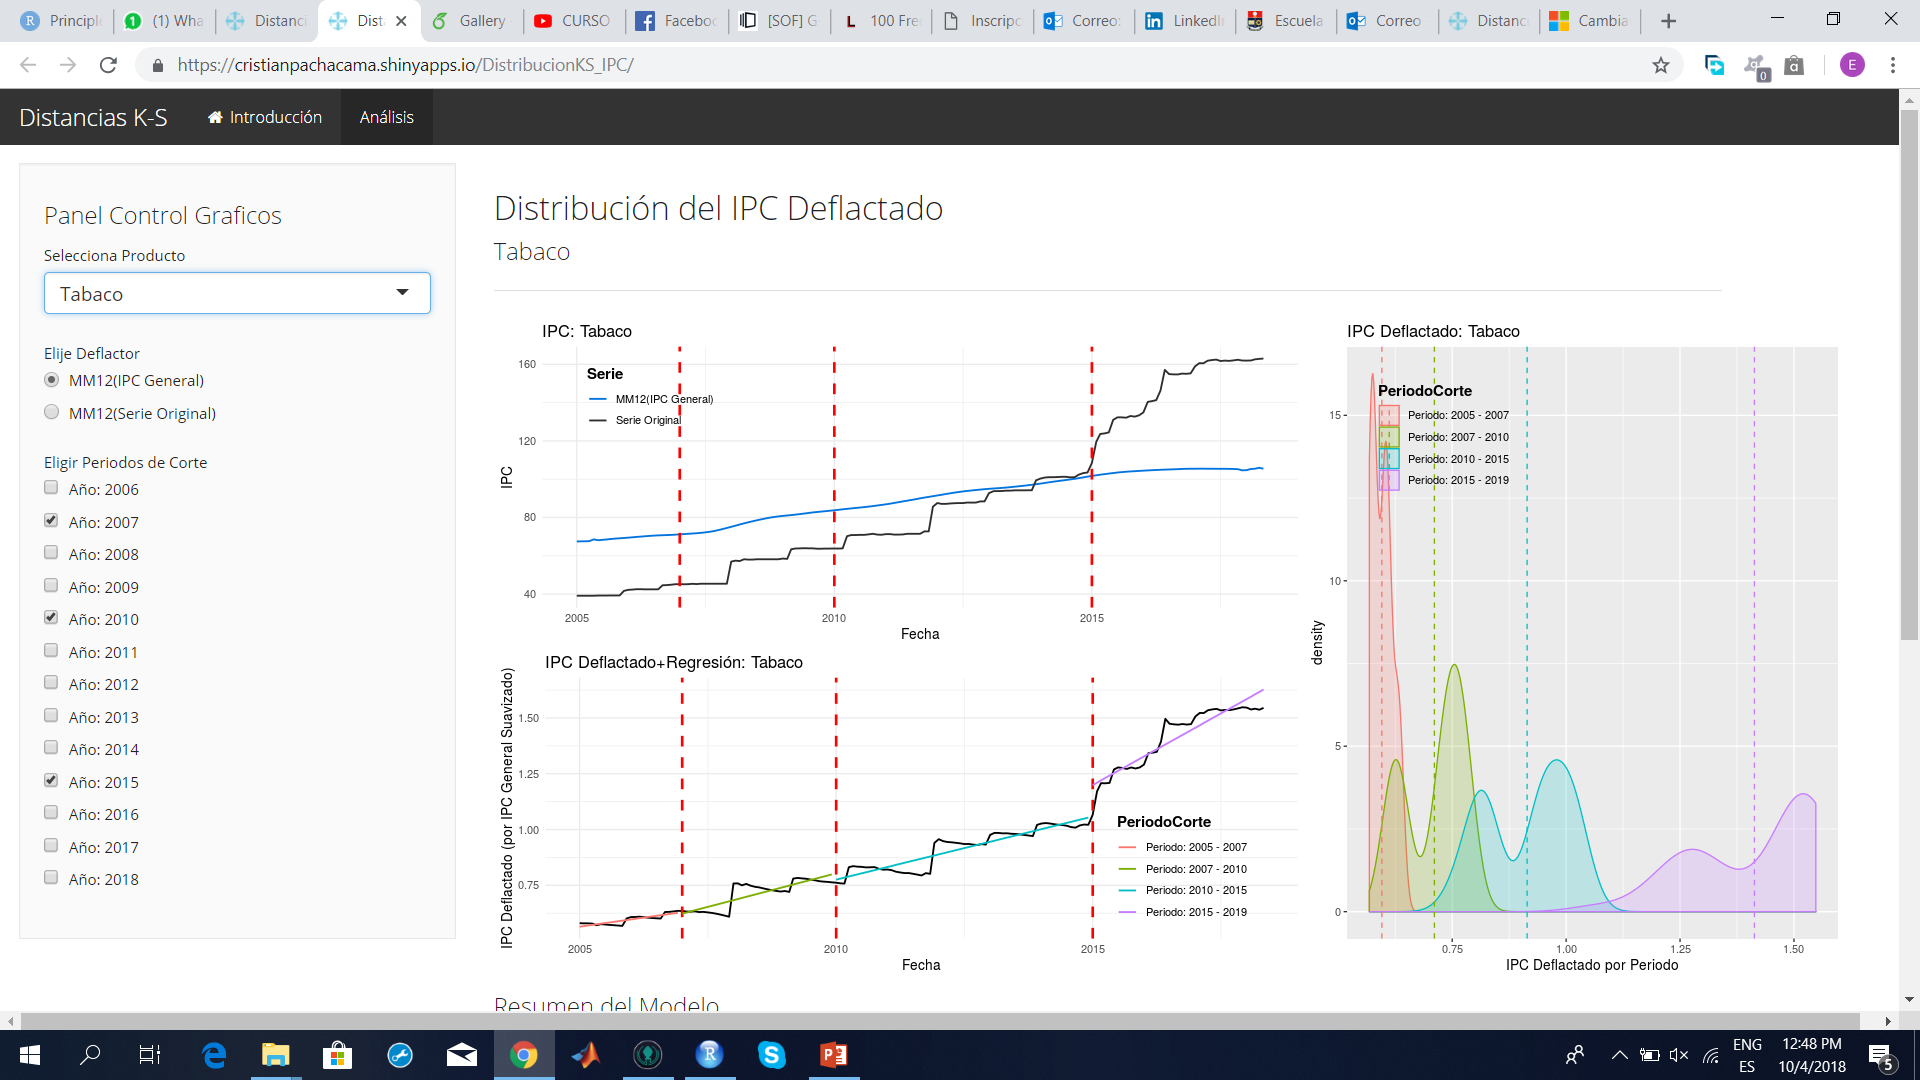 Principl
(1) Wha
Distanci
Dist
Gallery
CURSO
Faceboo
[SOF] G
100 Fre
Inscripc
Correo:
LinkedIn
Escuela
Correo
Distanc
Cambia
https://cristianpachacama.shinyapps.io/DistribucionKS_IPC/
0
E
Distancias K-S
Introducción
Análisis
Panel Control Graficos
Selecciona Producto
Tabaco
Elije Deflactor
MM12(IPC General)
MM12(Serie Original)
Eligir Periodos de Corte
Año: 2006
Año: 2007
Año: 2008
Año: 2009
Año: 2010
Año: 2011
Año: 2012
Año: 2013
Año: 2014
Año: 2015
Año: 2016
Año: 2017
Año: 2018
Distribución del IPC Deflactado
Tabaco
IPC: Tabaco
Serie
MM12(IPC General)
Serie Original
IPC
160
120
80
40
2005
2010
2015
Fecha
IPC Deflactado+Regresión: Tabaco
IPC Deflactado (por IPC General Suavizado)
1.50
1.25
1.00
0.75
PeriodoCorte
Periodo: 2005 - 2007
Periodo: 2007 - 2010
Periodo: 2010 - 2015
Periodo: 2015 - 2019
2005
2010
2015
Fecha
IPC Deflactado: Tabaco
PeriodoCorte
Periodo: 2005 - 2007
Periodo: 2007 - 2010
Periodo: 2010 - 2015
Periodo: 2015 - 2019
density
15
10
5
0
0.75
1.00
1.25
1.50
IPC Deflactado por Periodo
Resumen del Modelo
ENG
ES
12:48 PM
10/4/2018
5